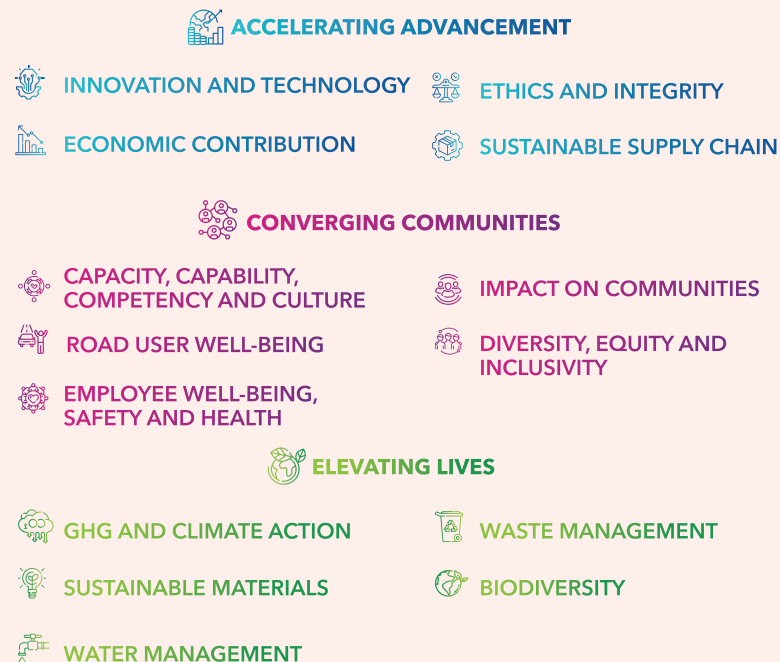 ACCELERATING ADVANCEMENT
INNOVATION AND TECHNOLOGY
ETHICS AND INTEGRITY
ECONOMIC CONTRIBUTION
SUSTAINABLE SUPPLY CHAIN
CONVERGING COMMUNITIES
CAPACITY, CAPABILITY,
COMPETENCY AND CULTURE
IMPACT ON COMMUNITIES
ROAD USER WELL-BEING
DIVERSITY, EQUITY AND
INCLUSIVITY
EMPLOYEE WELL-BEING,
SAFETY AND HEALTH
ELEVATING LIVES
GHG AND CLIMATE ACTION
WASTE MANAGEMENT
SUSTAINABLE MATERIALS
BIODIVERSITY
WATER MANAGEMENT